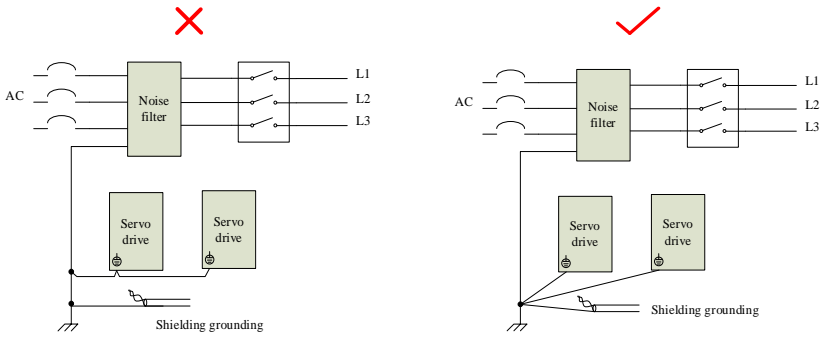 AC
Noise
filter
L1
L2
L3
Servo
drive
Servo
drive
Shielding grounding
AC
Noise
filter
L1
L2
L3
Servo
drive
Servo
drive
Shielding grounding